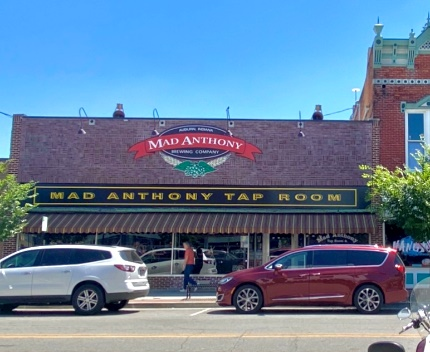 AUBURN, INDIANA
MAD ANTHONY
BREWING COMPANY
MAD ANTHONY TAP ROOM